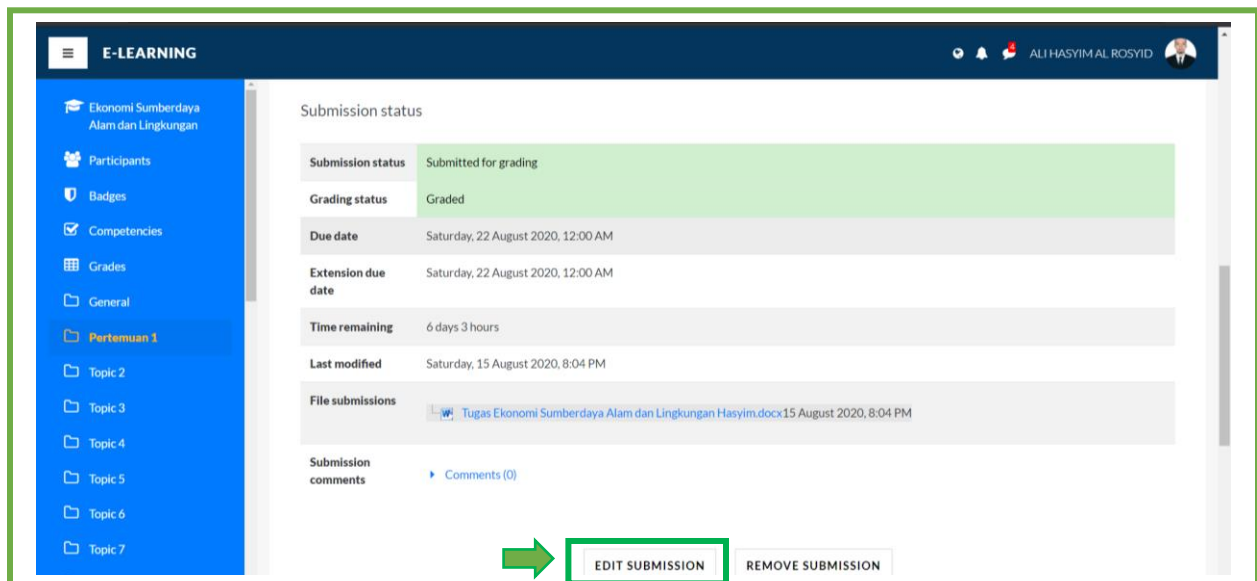 E-LEARNING
4
ALI HASYIM AL ROSYID
Ekonomi Sumberdaya
Alam dan Lingkungan
Participants
Badges
Competencies
Grades
General
Pertemuan 1
Topic 2
Topic 3
Topic 4
Topic 5
Topic 6
Topic 7
Submission status
Submission status Submitted for grading
Grading status Graded
Due date Saturday, 22 August 2020, 12:00 AM
Extension due Saturday, 22 August 2020, 12:00 AM
date
Time remaining 6 days 3 hours
Last modified Saturday, 15 August 2020, 8:04 PM
File submissions
Tugas Ekonomi Sumberdaya Alam dan Lingkungan Hasyim.docx15 August 2020, 8:04 PM
Submission
comments Comments (0)
EDIT SUBMISSION REMOVE SUBMISSION